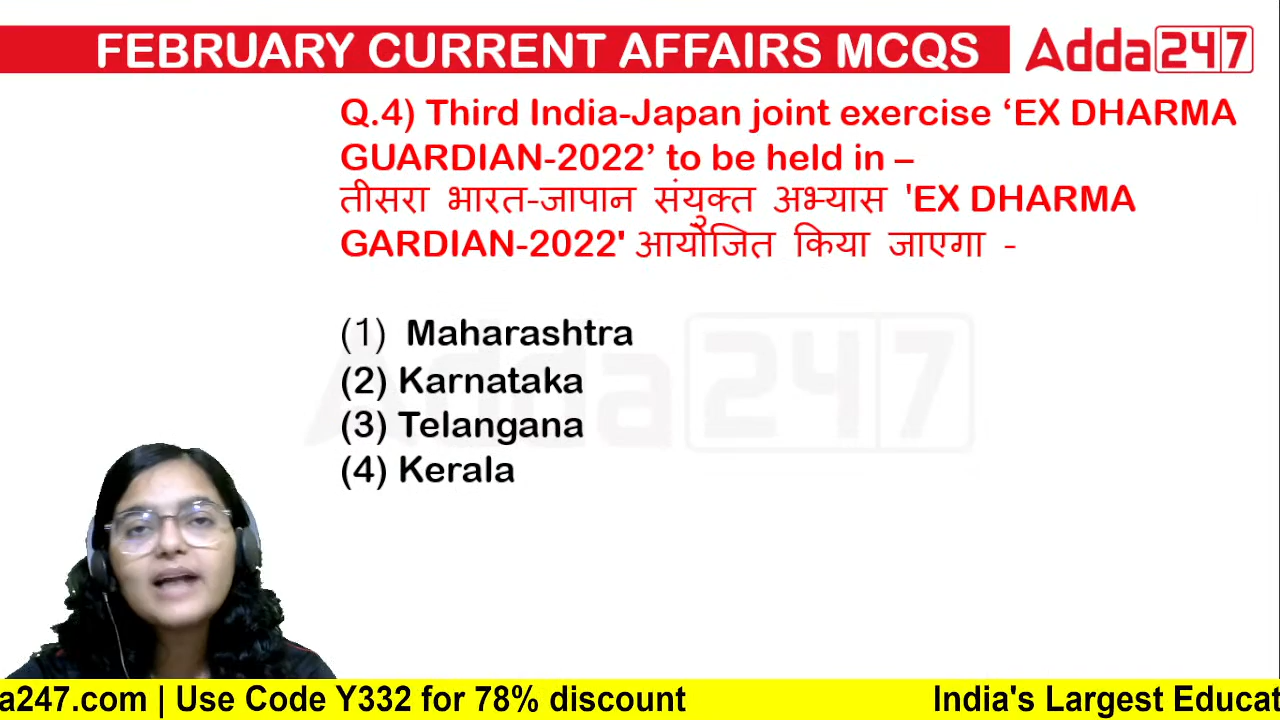 FEBRUARY CURRENT AFFAIRS MCQS
Adda247
Q.4) Third India-Japan joint exercise ‘EX DHARMA
GUARDIAN-2022’ to be held in –
तीसरा भारत-जापान संयुक्त अभ्यास 'EX DHARMA
GARDIAN-2022' आयोजित किया जाएगा -
(1) Maharashtra
(2) Karnataka
(3) Telangana
(4) Kerala
Adda247
a247.com | Use Code Y332 for 78% discount India's Largest Educat